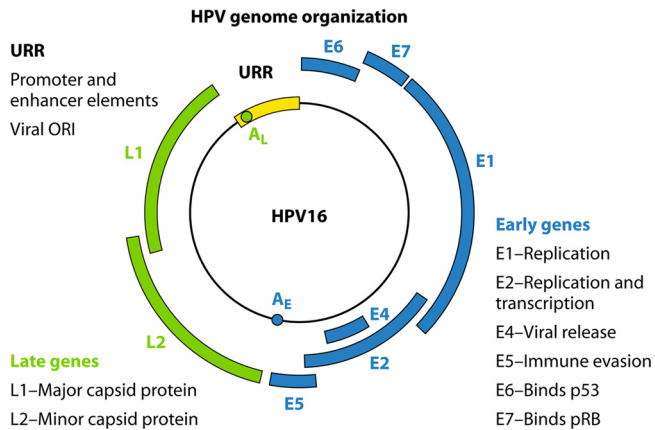 HPV genome organization
URR
Promoter and
enhancer elements
Viral ORI
URR
E6
E7
A_L
L1
E1
HPV16
Early genes
E1–Replication
E2–Replication and
transcription
E4–Viral release
E5–Immune evasion
E6–Binds p53
E7–Binds pRB
A_E
E4
L2
E2
E5
Late genes
L1–Major capsid protein
L2–Minor capsid protein